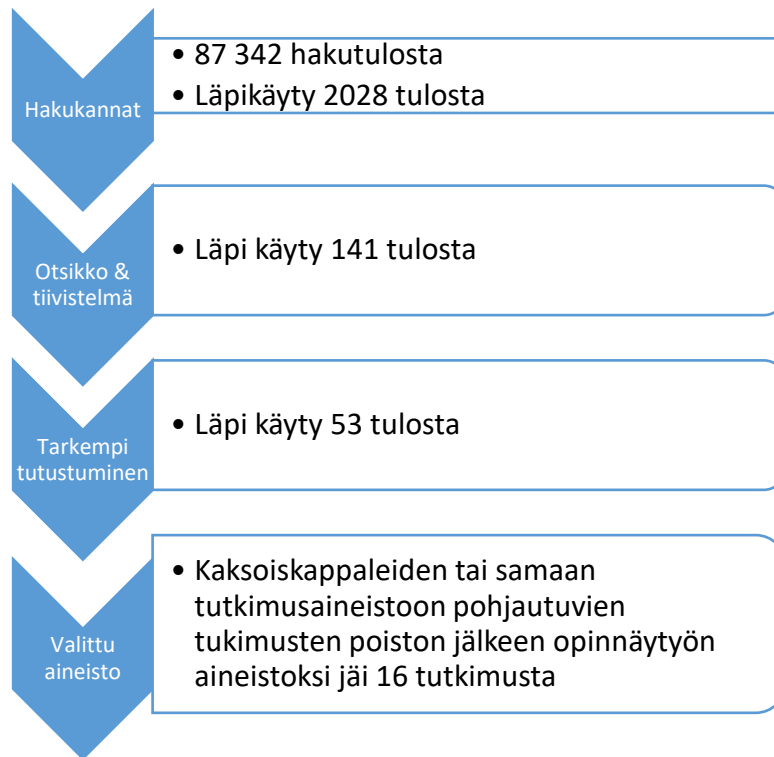 Hakukannat
• 87 342 hakutulosta
• Läpikäyty 2028 tulosta
Otsikko &
tiivistelmä
• Läpi käyty 141 tulosta
Tarkempi
tutustuminen
• Läpi käyty 53 tulosta
Valittu
aineisto
• Kaksoiskappaleiden tai samaan
tutkimusaineistoon pohjautuvien
tukimusten poiston jälkeen opinnäytyön
aineistoksi jäi 16 tutkimusta